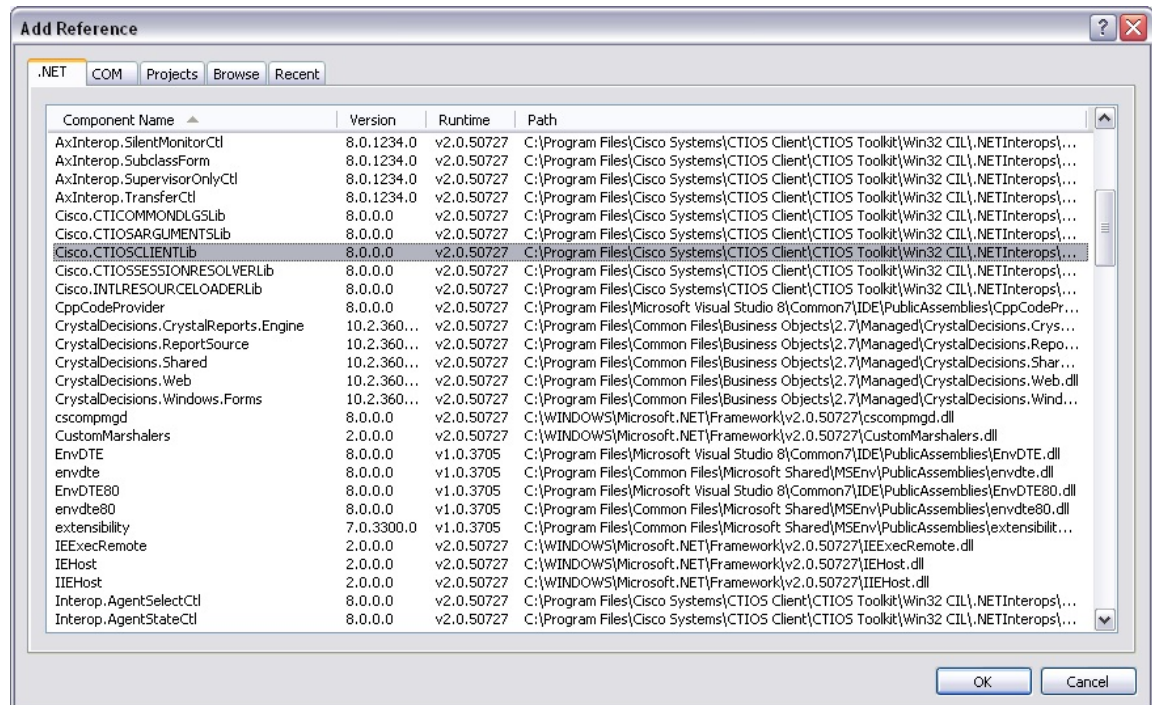 Add Reference
.NET COM Projects Browse Recent
Component Name Version Runtime Path
AxInterop.SilentMonitorCtl 8.0.1234.0 v2.0.50727 C:\Program Files\Cisco Systems\CTIOS Client\CTIOS Toolkit\Win32 CIL\.NETInterops\...
AxInterop.SubclassForm 8.0.1234.0 v2.0.50727 C:\Program Files\Cisco Systems\CTIOS Client\CTIOS Toolkit\Win32 CIL\.NETInterops\...
AxInterop.SupervisorOnlyCtl 8.0.1234.0 v2.0.50727 C:\Program Files\Cisco Systems\CTIOS Client\CTIOS Toolkit\Win32 CIL\.NETInterops\...
AxInterop.TransferCtl 8.0.1234.0 v2.0.50727 C:\Program Files\Cisco Systems\CTIOS Client\CTIOS Toolkit\Win32 CIL\.NETInterops\...
Cisco.CTICOMMONDLGSLib 8.0.0.0 v2.0.50727 C:\Program Files\Cisco Systems\CTIOS Client\CTIOS Toolkit\Win32 CIL\.NETInterops\...
Cisco.CTIOSARGUMENTSLib 8.0.0.0 v2.0.50727 C:\Program Files\Cisco Systems\CTIOS Client\CTIOS Toolkit\Win32 CIL\.NETInterops\...
Cisco.CTIOSCLIENTLib 8.0.0.0 v2.0.50727 C:\Program Files\Cisco Systems\CTIOS Client\CTIOS Toolkit\Win32 CIL\.NETInterops\...
Cisco.CTIOSSESSIONRESOLVERLib 8.0.0.0 v2.0.50727 C:\Program Files\Cisco Systems\CTIOS Client\CTIOS Toolkit\Win32 CIL\.NETInterops\...
Cisco.INTLRESOURCELOADERLib 8.0.0.0 v2.0.50727 C:\Program Files\Cisco Systems\CTIOS Client\CTIOS Toolkit\Win32 CIL\.NETInterops\...
CppCodeProvider 8.0.0.0 v2.0.50727 C:\Program Files\Microsoft Visual Studio 8\Common7\IDE\PublicAssemblies\CppCodePr...
CrystalDecisions.CrystalReports.Engine 10.2.360... v2.0.50727 C:\Program Files\Common Files\Business Objects\2.7\Managed\CrystalDecisions.Crys...
CrystalDecisions.ReportSource 10.2.360... v2.0.50727 C:\Program Files\Common Files\Business Objects\2.7\Managed\CrystalDecisions.Repo...
CrystalDecisions.Shared 10.2.360... v2.0.50727 C:\Program Files\Common Files\Business Objects\2.7\Managed\CrystalDecisions.Shar...
CrystalDecisions.Web 10.2.360... v2.0.50727 C:\Program Files\Common Files\Business Objects\2.7\Managed\CrystalDecisions.Web.dll
CrystalDecisions.Windows.Forms 10.2.360... v2.0.50727 C:\Program Files\Common Files\Business Objects\2.7\Managed\CrystalDecisions.Wind...
cscompmgd 8.0.0.0 v2.0.50727 C:\WINDOWS\Microsoft.NET\Framework\v2.0.50727\cscompmgd.dll
CustomMarshalers 2.0.0.0 v2.0.50727 C:\WINDOWS\Microsoft.NET\Framework\v2.0.50727\CustomMarshalers.dll
EnvDTE 8.0.0.0 v1.0.3705 C:\Program Files\Microsoft Visual Studio 8\Common7\IDE\PublicAssemblies\EnvDTE.dll
envdte 8.0.0.0 v1.0.3705 C:\Program Files\Common Files\Microsoft Shared\MSEnv\PublicAssemblies\envdte.dll
EnvDTE80 8.0.0.0 v1.0.3705 C:\Program Files\Microsoft Visual Studio 8\Common7\IDE\PublicAssemblies\EnvDTE80.dll
envdte80 8.0.0.0 v1.0.3705 C:\Program Files\Common Files\Microsoft Shared\MSEnv\PublicAssemblies\envdte80.dll
extensibility 7.0.3300.0 v1.0.3705 C:\Program Files\Common Files\Microsoft Shared\MSEnv\PublicAssemblies\extensibilit...
IEExecRemote 2.0.0.0 v2.0.50727 C:\WINDOWS\Microsoft.NET\Framework\v2.0.50727\IEExecRemote.dll
IEHost 2.0.0.0 v2.0.50727 C:\WINDOWS\Microsoft.NET\Framework\v2.0.50727\IEHost.dll
IIEHost 2.0.0.0 v2.0.50727 C:\WINDOWS\Microsoft.NET\Framework\v2.0.50727\IIEHost.dll
Interop.AgentSelectCtl 8.0.0.0 v2.0.50727 C:\Program Files\Cisco Systems\CTIOS Client\CTIOS Toolkit\Win32 CIL\.NETInterops\...
Interop.AgentStateCtl 8.0.0.0 v2.0.50727 C:\Program Files\Cisco Systems\CTIOS Client\CTIOS Toolkit\Win32 CIL\.NETInterops\...
OK Cancel